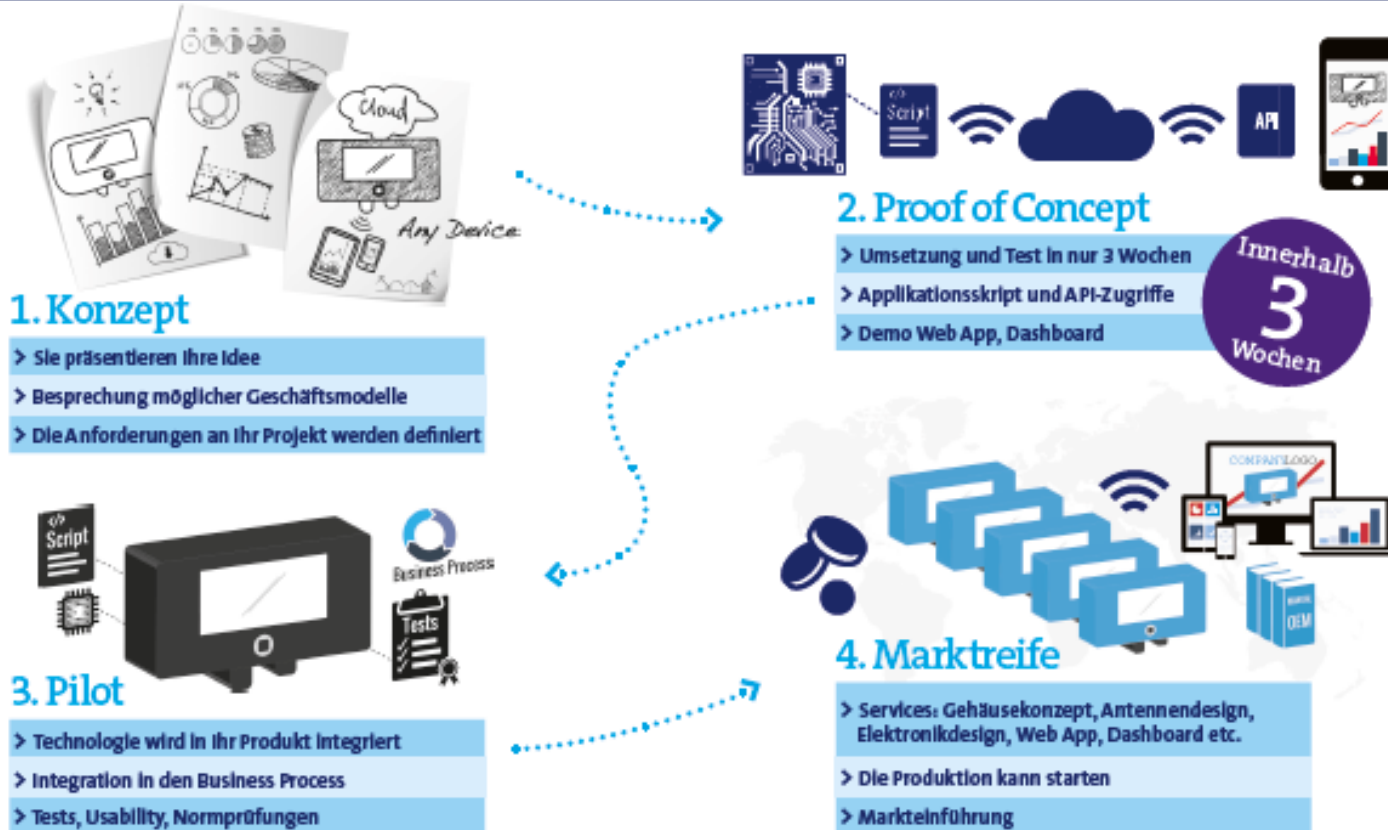 Cloud
Any Device
1. Konzept
> Sie präsentieren Ihre Idee
> Besprechung möglicher Geschäftsmodelle
> Die Anforderungen an Ihr Projekt werden definiert
</>
Script
API
2. Proof of Concept
> Umsetzung und Test in nur 3 Wochen
> Applikationsskript und API-Zugriffe
> Demo Web App, Dashboard
Innerhalb
3
Wochen
</>
Script
Business Process
Tests
3. Pilot
> Technologie wird in Ihr Produkt integriert
> Integration in den Business Process
> Tests, Usability, Normprüfungen
COMPANYLOGO
MANUAL
OEM
4. Marktreife
> Services: Gehäusekonzept, Antennendesign,
Elektronikdesign, Web App, Dashboard etc.
> Die Produktion kann starten
> Markteinführung